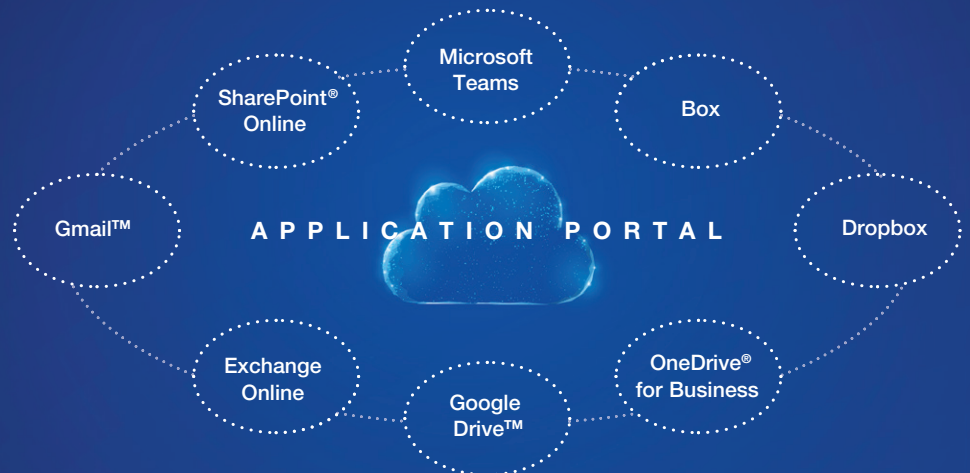 Microsoft
Teams
SharePoint®
Online
Box
Gmail™
APPLICATION PORTAL
Dropbox
Exchange
Online
OneDrive®
for Business
Google
Drive™